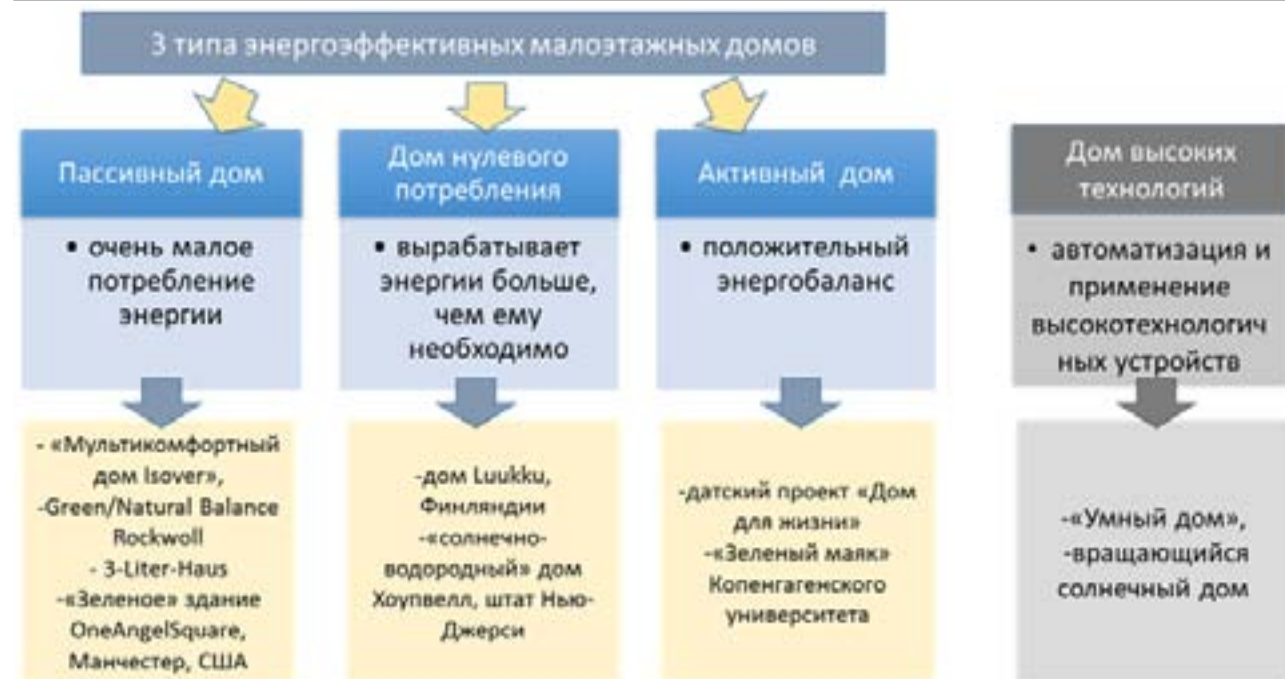 3 типа энергоэффективных малоэтажных домов
Пассивный дом
• очень малое
потребление
энергии
- «Мультикомфортный
дом Isover»,
-Green/Natural Balance
Rockwoll
- 3-Liter-Haus
-«Зеленое» здание
OneAngelSquare,
Манчестер, США
Дом нулевого
потребления
• вырабатывает
энергии больше,
чем ему
необходимо
-дом Luukku,
Финляндии
-«солнечно-
водородный» дом
Хоупвелл, штат Нью-
Джерси
Активный дом
• положительный
энергобаланс
-датский проект «Дом
для жизни»
-«Зеленый маяк»
Копенгагенского
университета
Дом высоких
технологий
• автоматизация и
применение
высокотехнологич
ных устройств
-«Умный дом»,
-вращающийся
солнечный дом